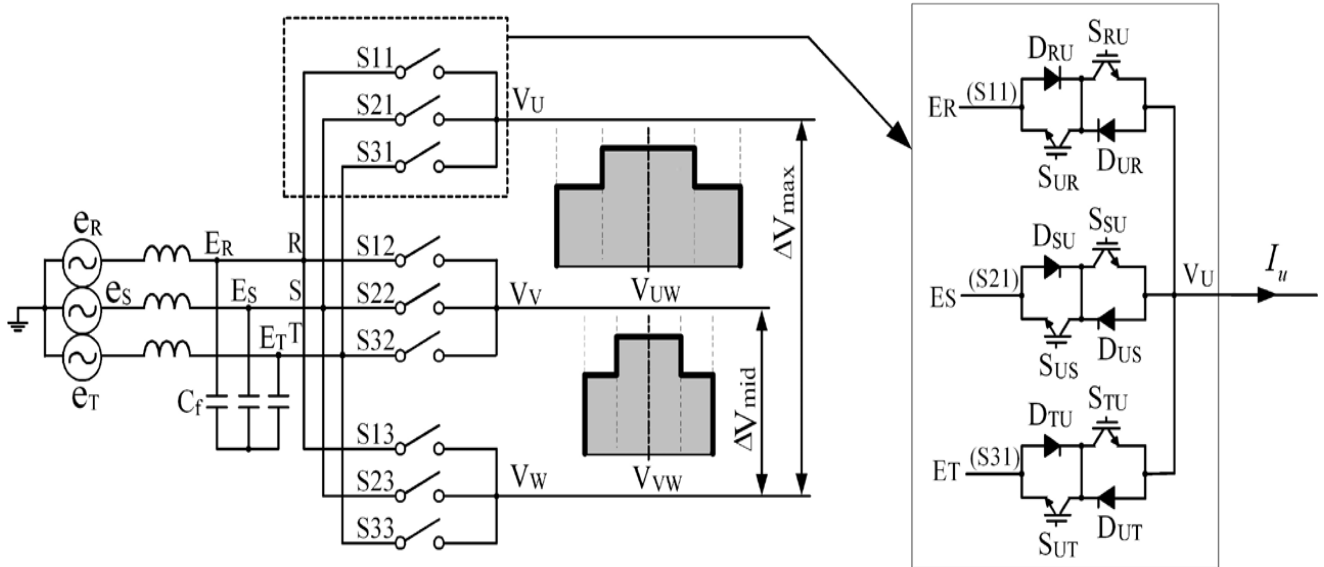 S11
S21
S31
VU
eR
ER
R
S12
eS
ES
S
S22
VV
ET T
S32
eT
Cf
S13
S23
VW
S33
VUW
VVW
ΔVmax
ΔVmid
DRU
SRU
ER (S11)
SUR
DUR
DSU
SSU
ES (S21)
SUS
DUS
VU
Iu
DTU
STU
ET (S31)
SUT
DUT